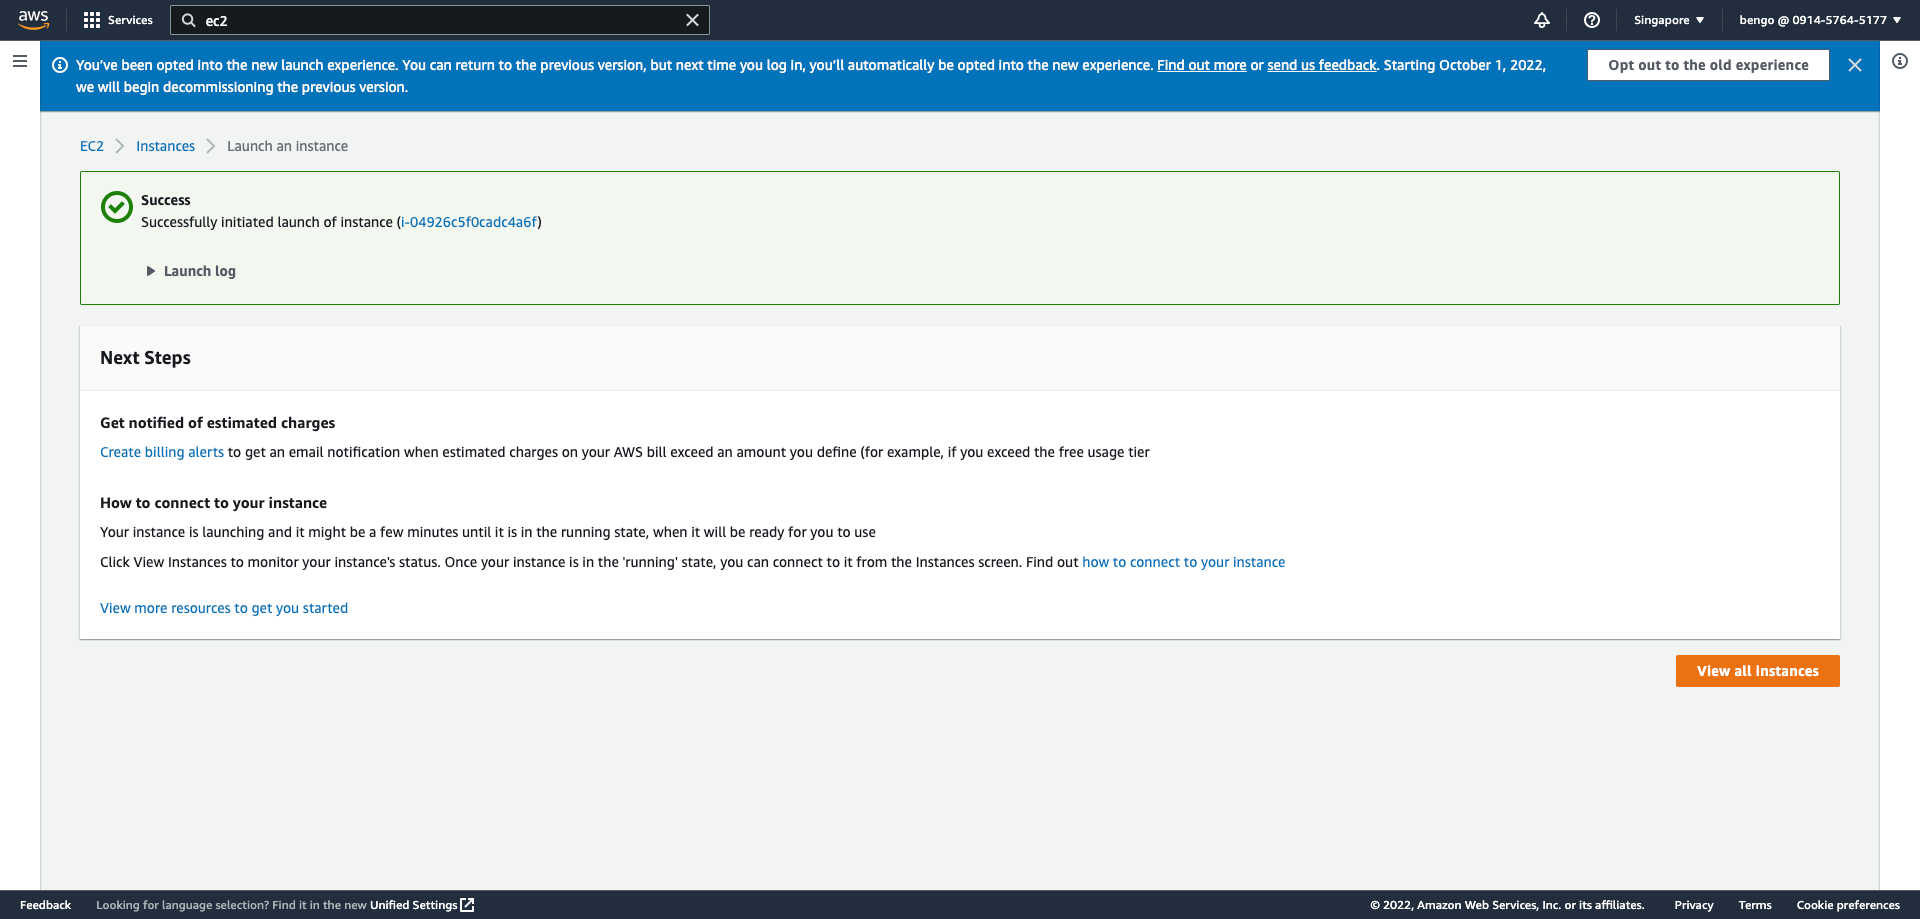 aws
Services
ec2
Singapore
bengo @ 0914-5764-5177
You've been opted into the new launch experience. You can return to the previous version, but next time you log in, you'll automatically be opted into the new experience. Find out more or send us feedback. Starting October 1, 2022,
we will begin decommissioning the previous version.
Opt out to the old experience
EC2
Instances
Launch an instance
Success
Successfully initiated launch of instance (i-04926c5f0cadc4a6f)
Launch log
Next Steps
Get notified of estimated charges
Create billing alerts to get an email notification when estimated charges on your AWS bill exceed an amount you define (for example, if you exceed the free usage tier
How to connect to your instance
Your instance is launching and it might be a few minutes until it is in the running state, when it will be ready for you to use
Click View Instances to monitor your instance's status. Once your instance is in the 'running' state, you can connect to it from the Instances screen. Find out how to connect to your instance
View more resources to get you started
View all instances
Feedback
Looking for language selection? Find it in the new Unified Settings
© 2022, Amazon Web Services, Inc. or its affiliates.
Privacy
Terms
Cookie preferences